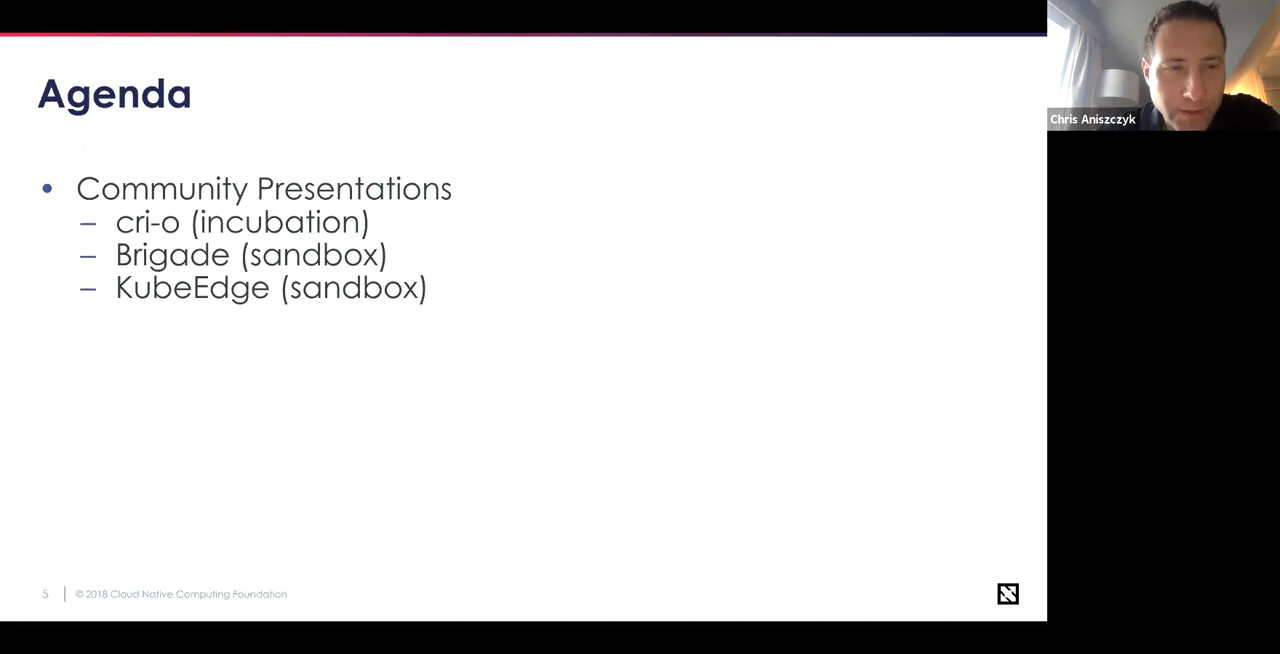 Agenda
• Community Presentations
– cri-o (incubation)
– Brigade (sandbox)
– KubeEdge (sandbox)
5 | © 2018 Cloud Native Computing Foundation
Chris Aniszczyk